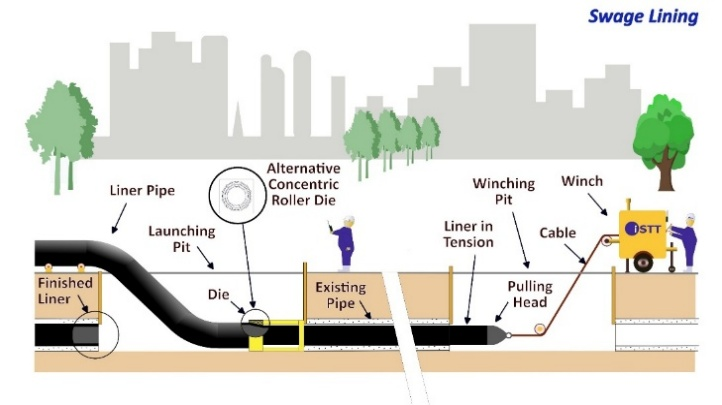 Swage Lining
Alternative
Concentric
Roller Die
Liner Pipe
Launching
Pit
Winching
Pit
Winch
Liner in
Tension
Cable
iSTT
Finished
Liner
Die
Existing
Pipe
Pulling
Head